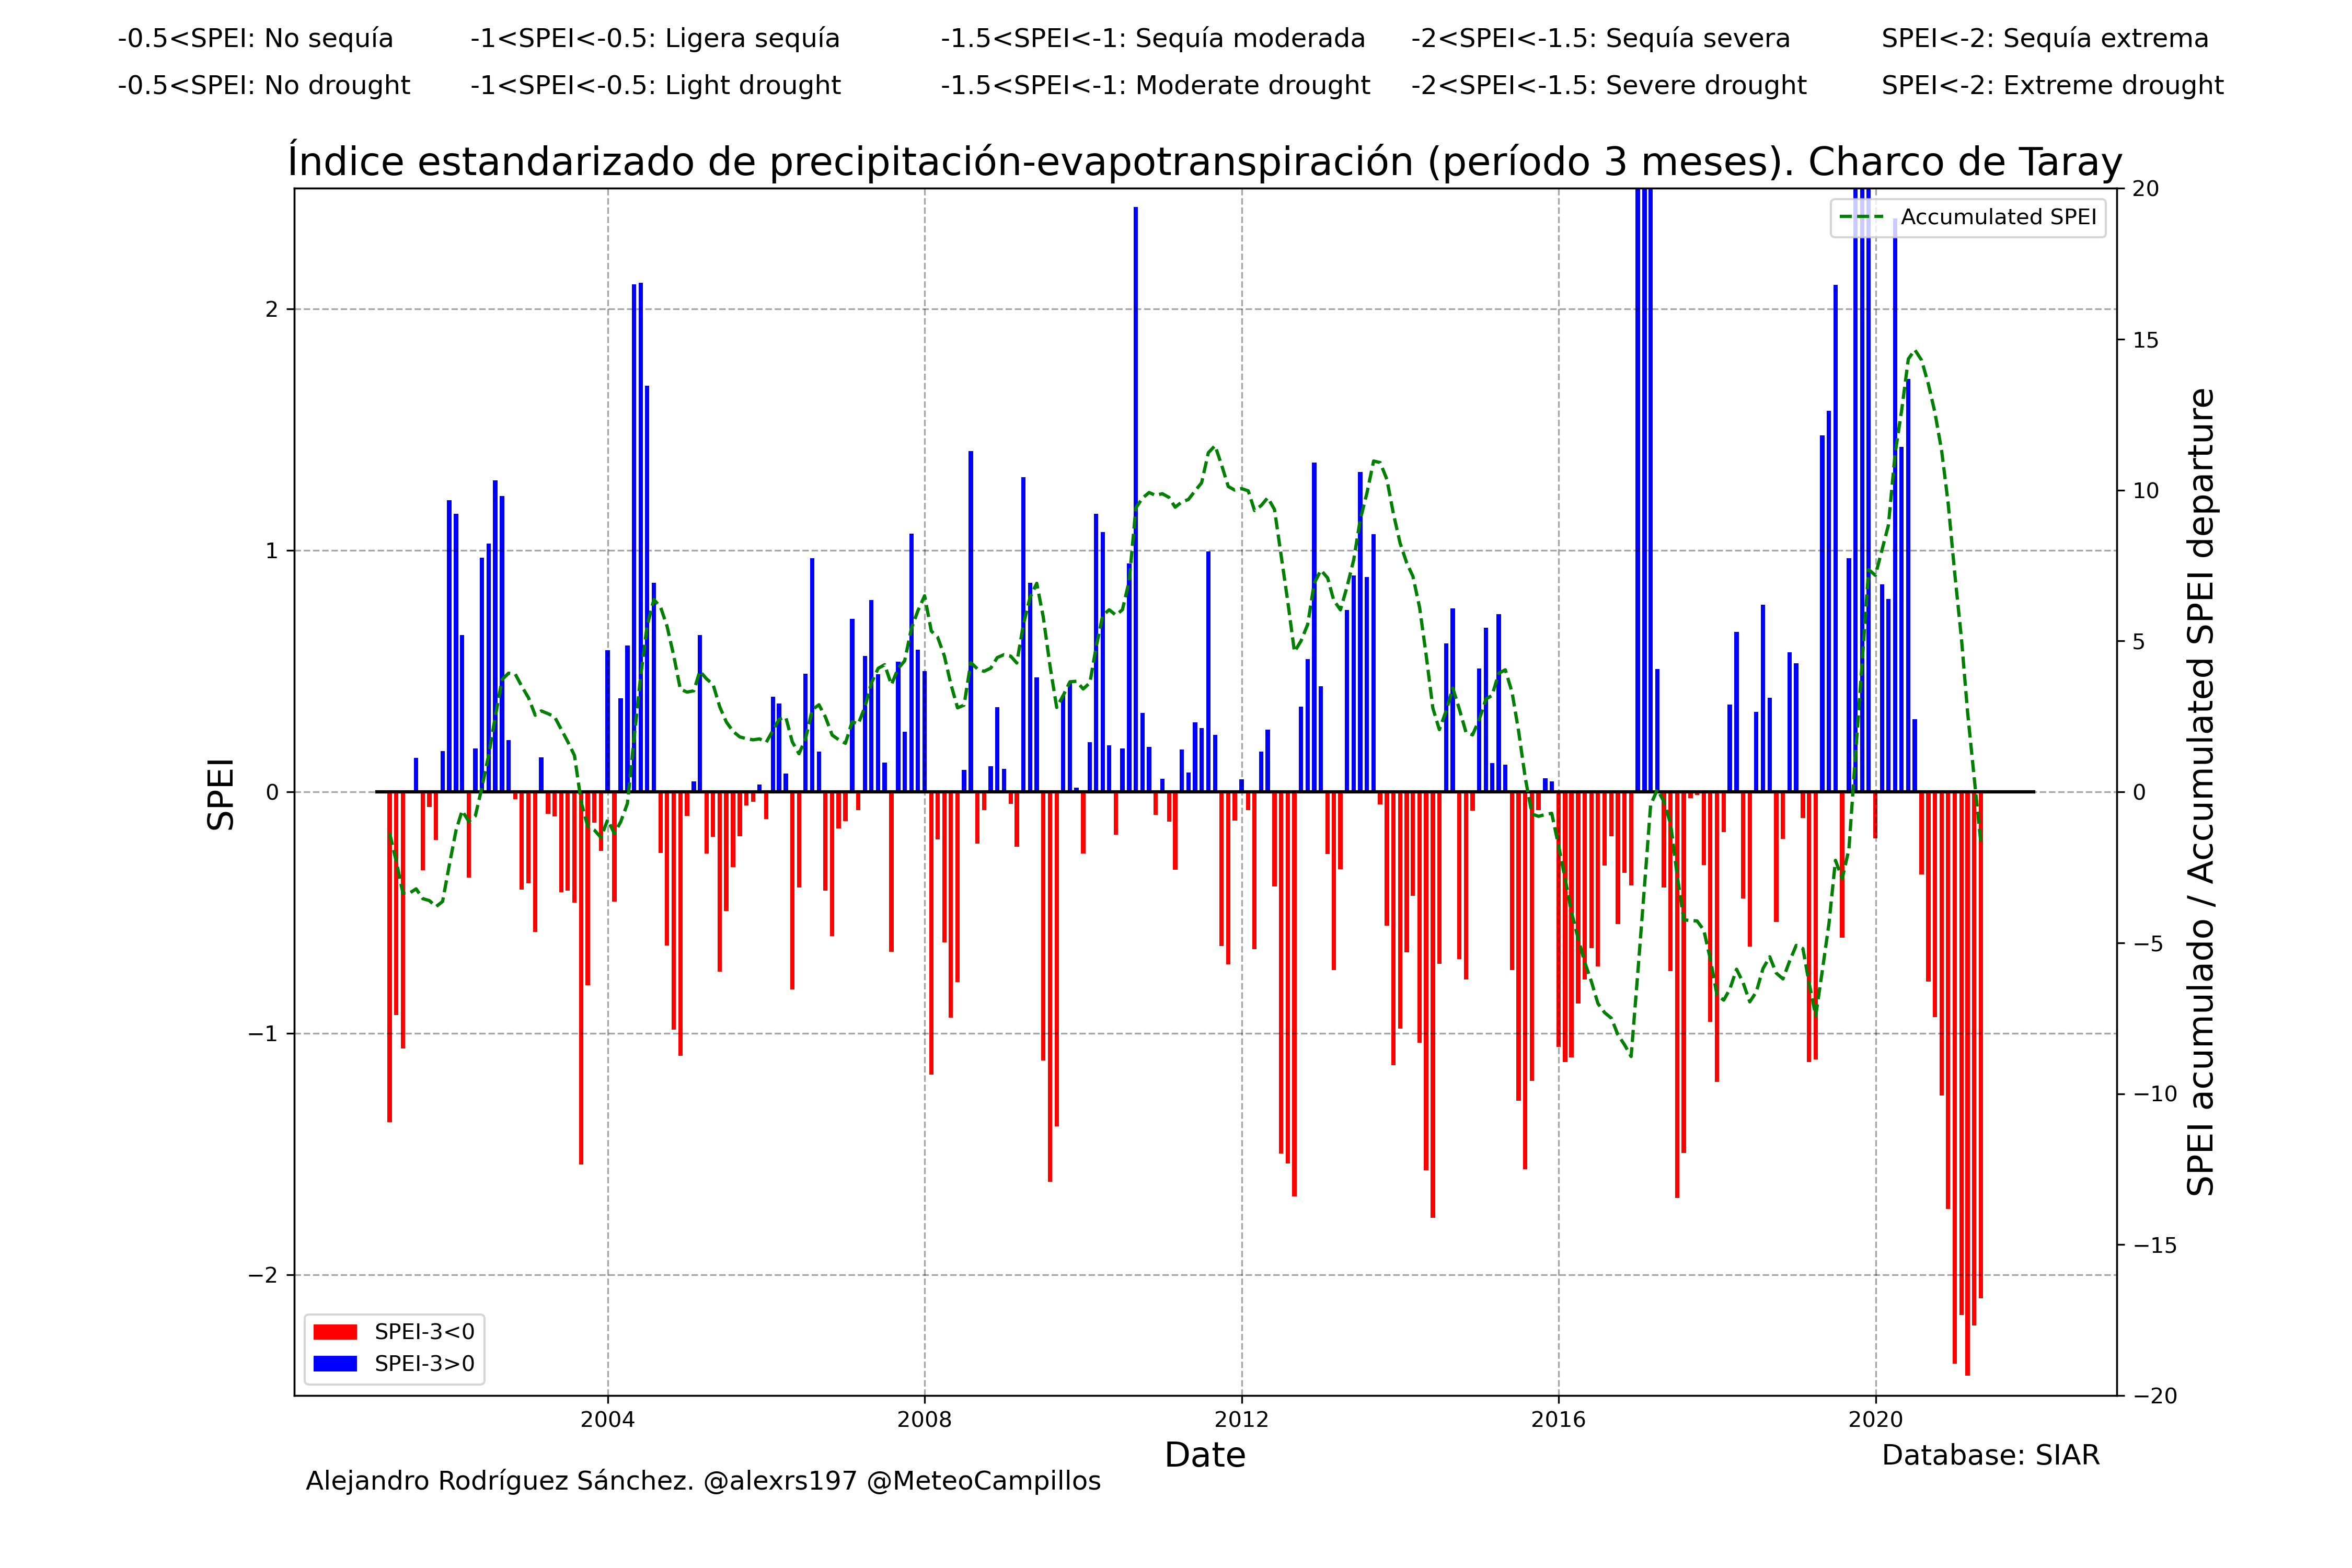 -0.5<SPEI: No sequía -1<SPEI<-0.5: Ligera sequía -1.5<SPEI<-1: Sequía moderada -2<SPEI<-1.5: Sequía severa SPEI<-2: Sequía extrema
-0.5<SPEI: No drought -1<SPEI<-0.5: Light drought -1.5<SPEI<-1: Moderate drought -2<SPEI<-1.5: Severe drought SPEI<-2: Extreme drought
Índice estandarizado de precipitación-evapotranspiración (período 3 meses). Charco de Taray
Accumulated SPEI
SPEI
2
1
0
−1
−2
20
15
10
5
0
−5
−10
−15
−20
SPEI acumulado / Accumulated SPEI departure
SPEI-3<0
SPEI-3>0
2004 2008 2012 2016 2020
Date
Database: SIAR
Alejandro Rodríguez Sánchez. @alexrs197 @MeteoCampillos